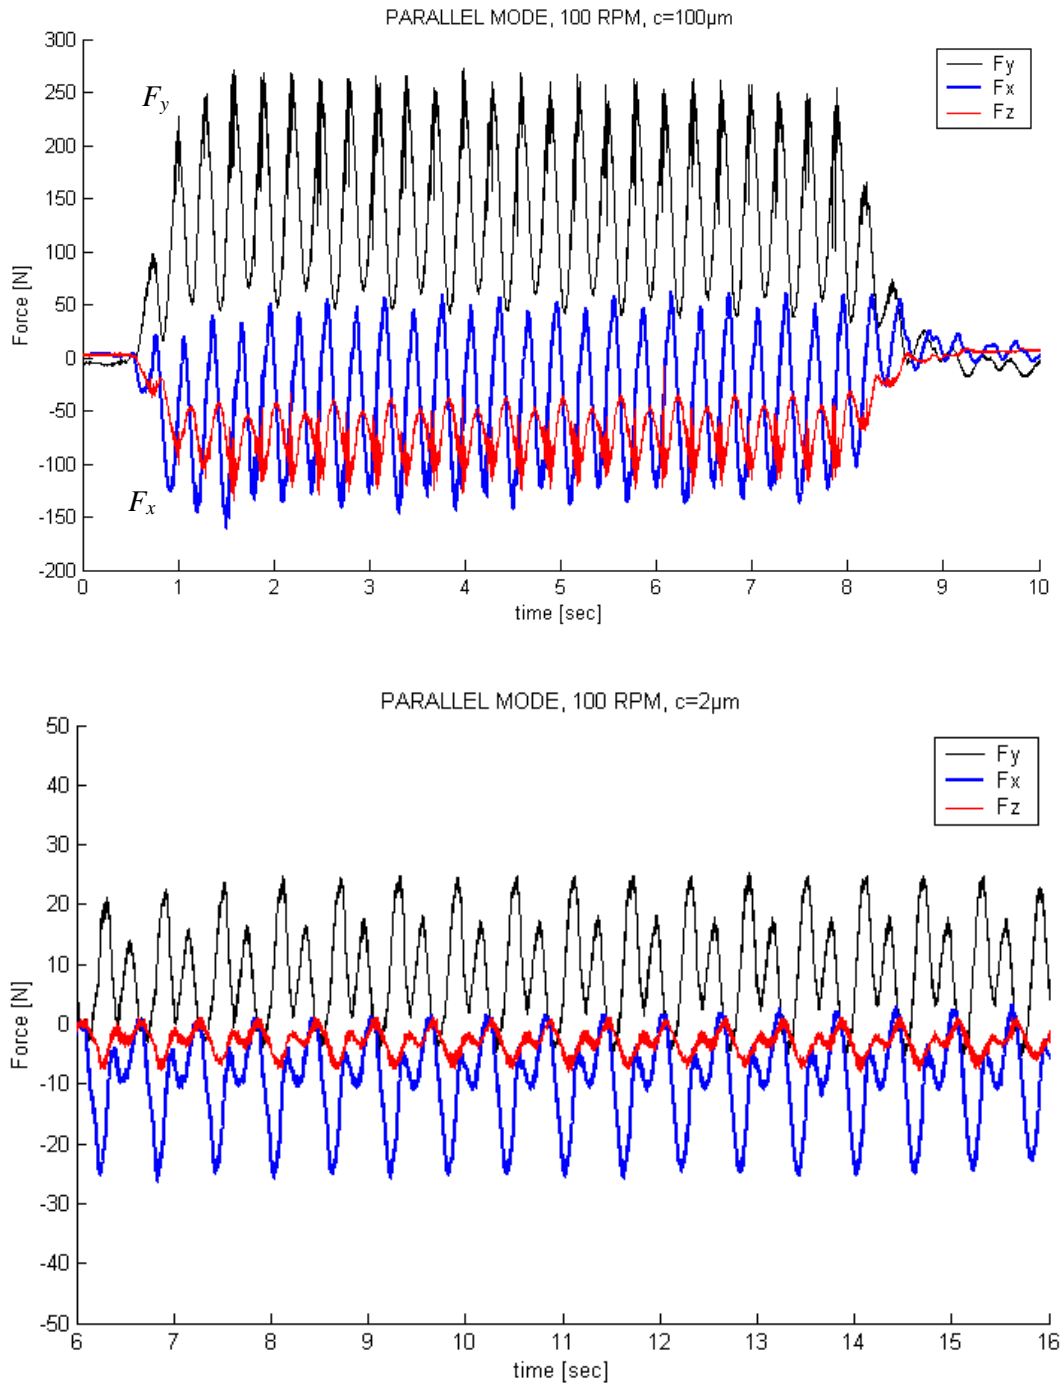 PARALLEL MODE, 100 RPM, c=100µm
300
250
200
150
100
50
0
-50
-100
-150
-200
Force [N]
Fy
Fx
Fy
Fx
Fz
0 1 2 3 4 5 6 7 8 9 10
time [sec]
PARALLEL MODE, 100 RPM, c=2µm
50
40
30
20
10
0
-10
-20
-30
-40
-50
Force [N]
Fy
Fx
Fz
6 7 8 9 10 11 12 13 14 15 16
time [sec]